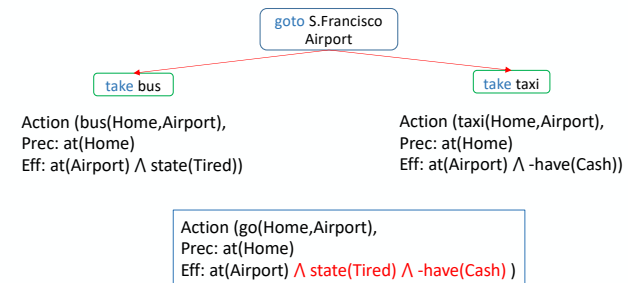 goto S.Francisco
Airport
take bus
take taxi
Action (bus(Home,Airport),
Prec: at(Home)
Eff: at(Airport) Λ state(Tired))
Action (taxi(Home,Airport),
Prec: at(Home)
Eff: at(Airport) Λ -have(Cash))
Action (go(Home,Airport),
Prec: at(Home)
Eff: at(Airport) Λ state(Tired) Λ -have(Cash) )